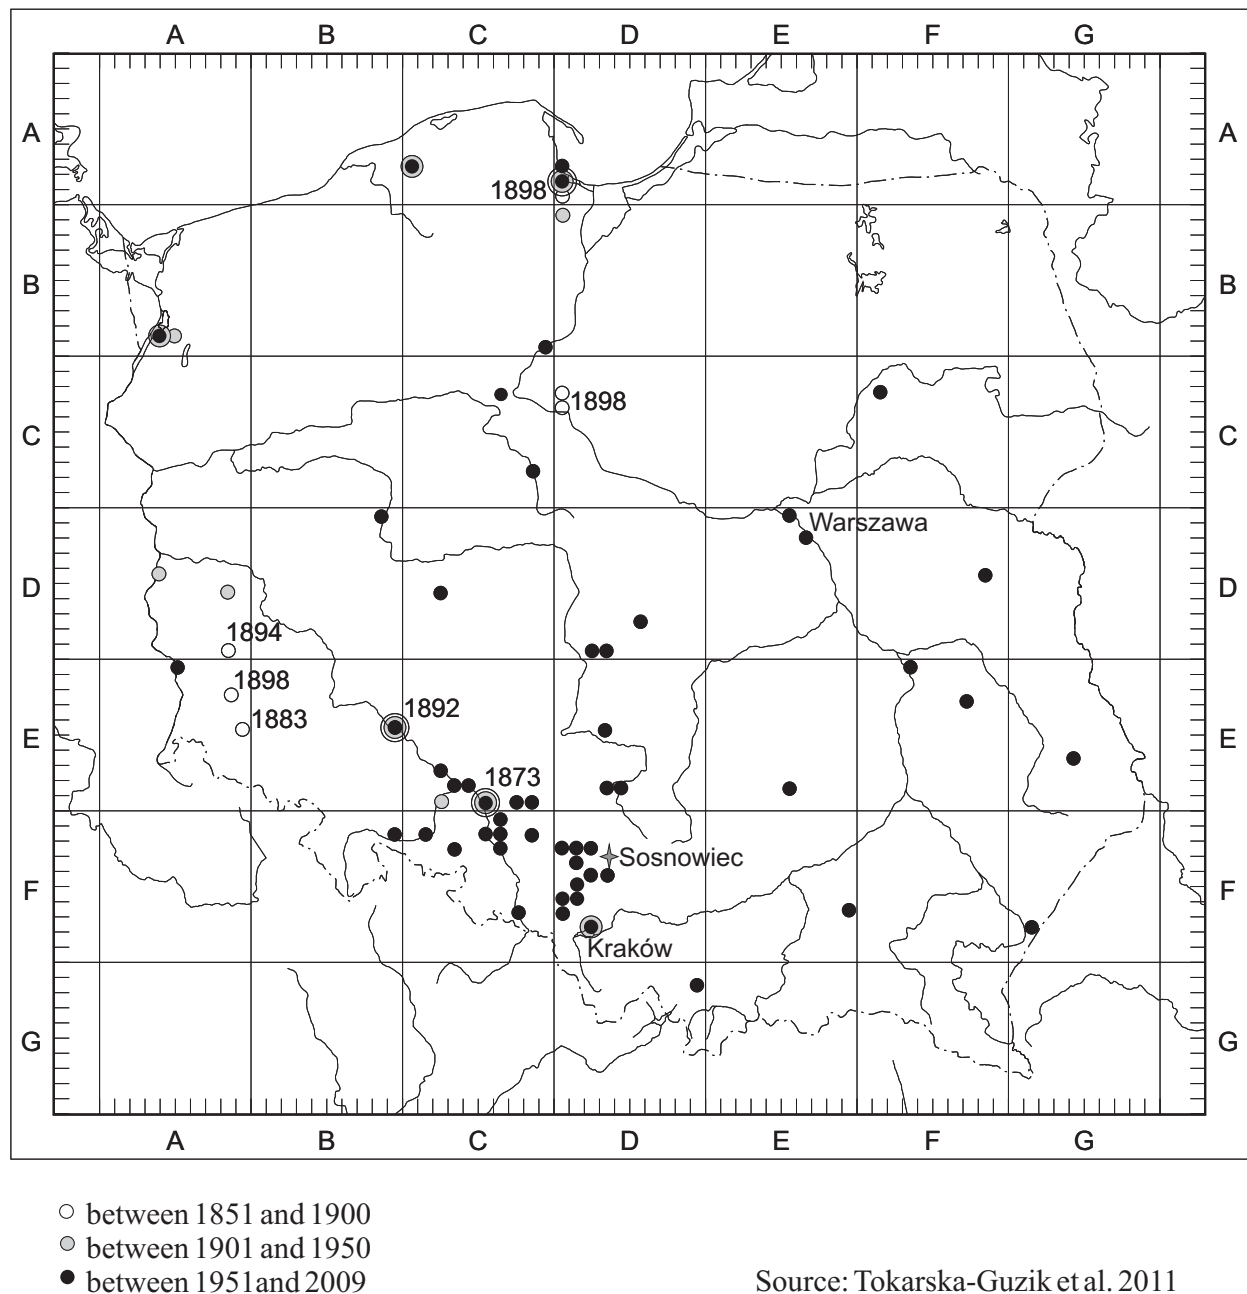 A B C D E F G
A A
1898
B B
1898
C C
Warszawa
D D
1894
1898
1892
1883
E E
1873
Sosnowiec
F F
Kraków
G G
A B C D E F G
between 1851 and 1900
between 1901 and 1950
between 1951and 2009
Source: Tokarska-Guzik et al. 2011